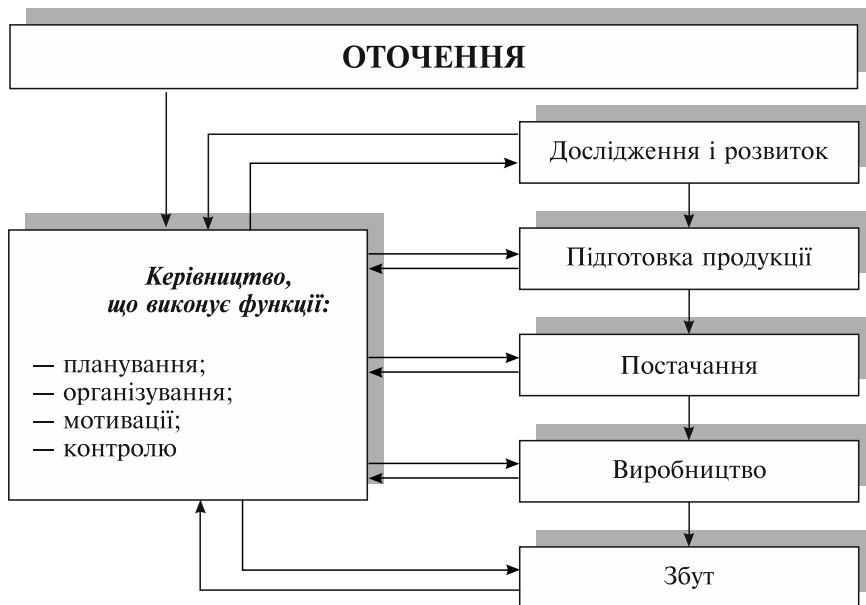 ОТОЧЕННЯ
Дослідження і розвиток
Підготовка продукції
Керівництво,
що виконує функції:
— планування;
— організування;
— мотивації;
— контролю
Постачання
Виробництво
Збут